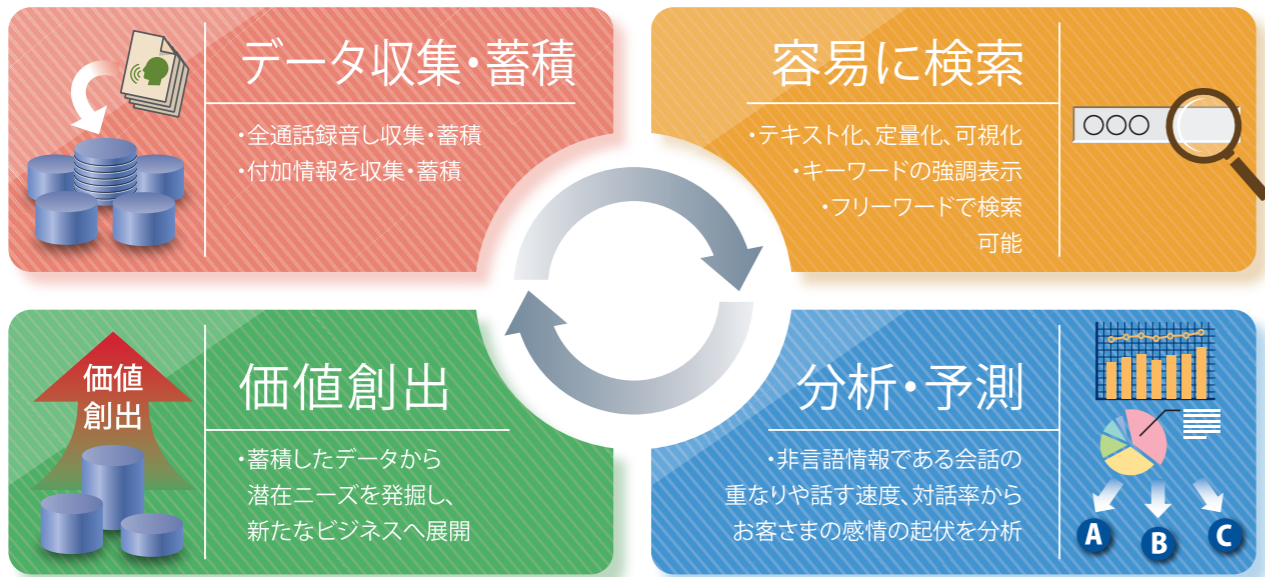 データ収集・蓄積
・全通話録音し収集・蓄積
・付加情報を収集・蓄積
容易に検索
・テキスト化、定量化、可視化
・キーワードの強調表示
・フリーワードで検索
可能
○○○
価値
創出
価値創出
・蓄積したデータから
潜在ニーズを発掘し、
新たなビジネスへ展開
分析・予測
・非言語情報である会話の
重なりや話す速度、対話率から
お客さまの感情の起伏を分析
A
B
C